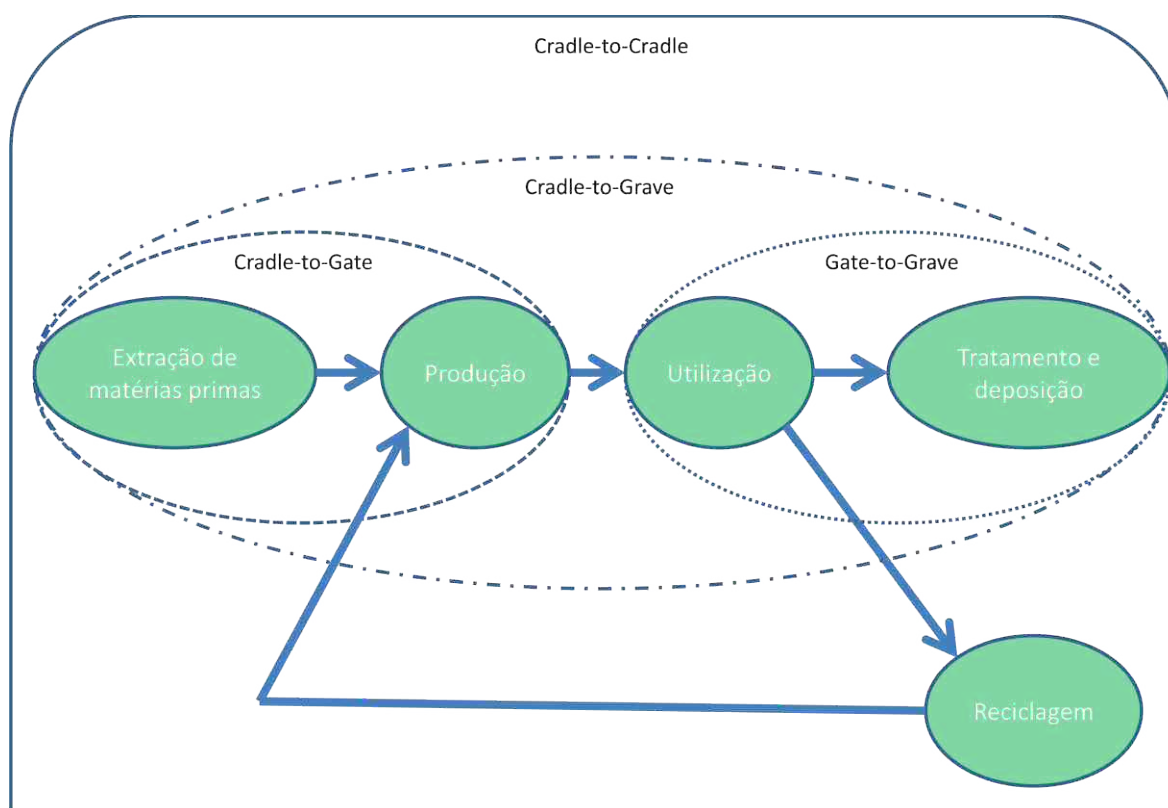 Cradle-to-Cradle
Cradle-to-Grave
Cradle-to-Gate
Gate-to-Grave
Extração de
matérias primas
Produção
Utilização
Tratamento e
deposição
Reciclagem